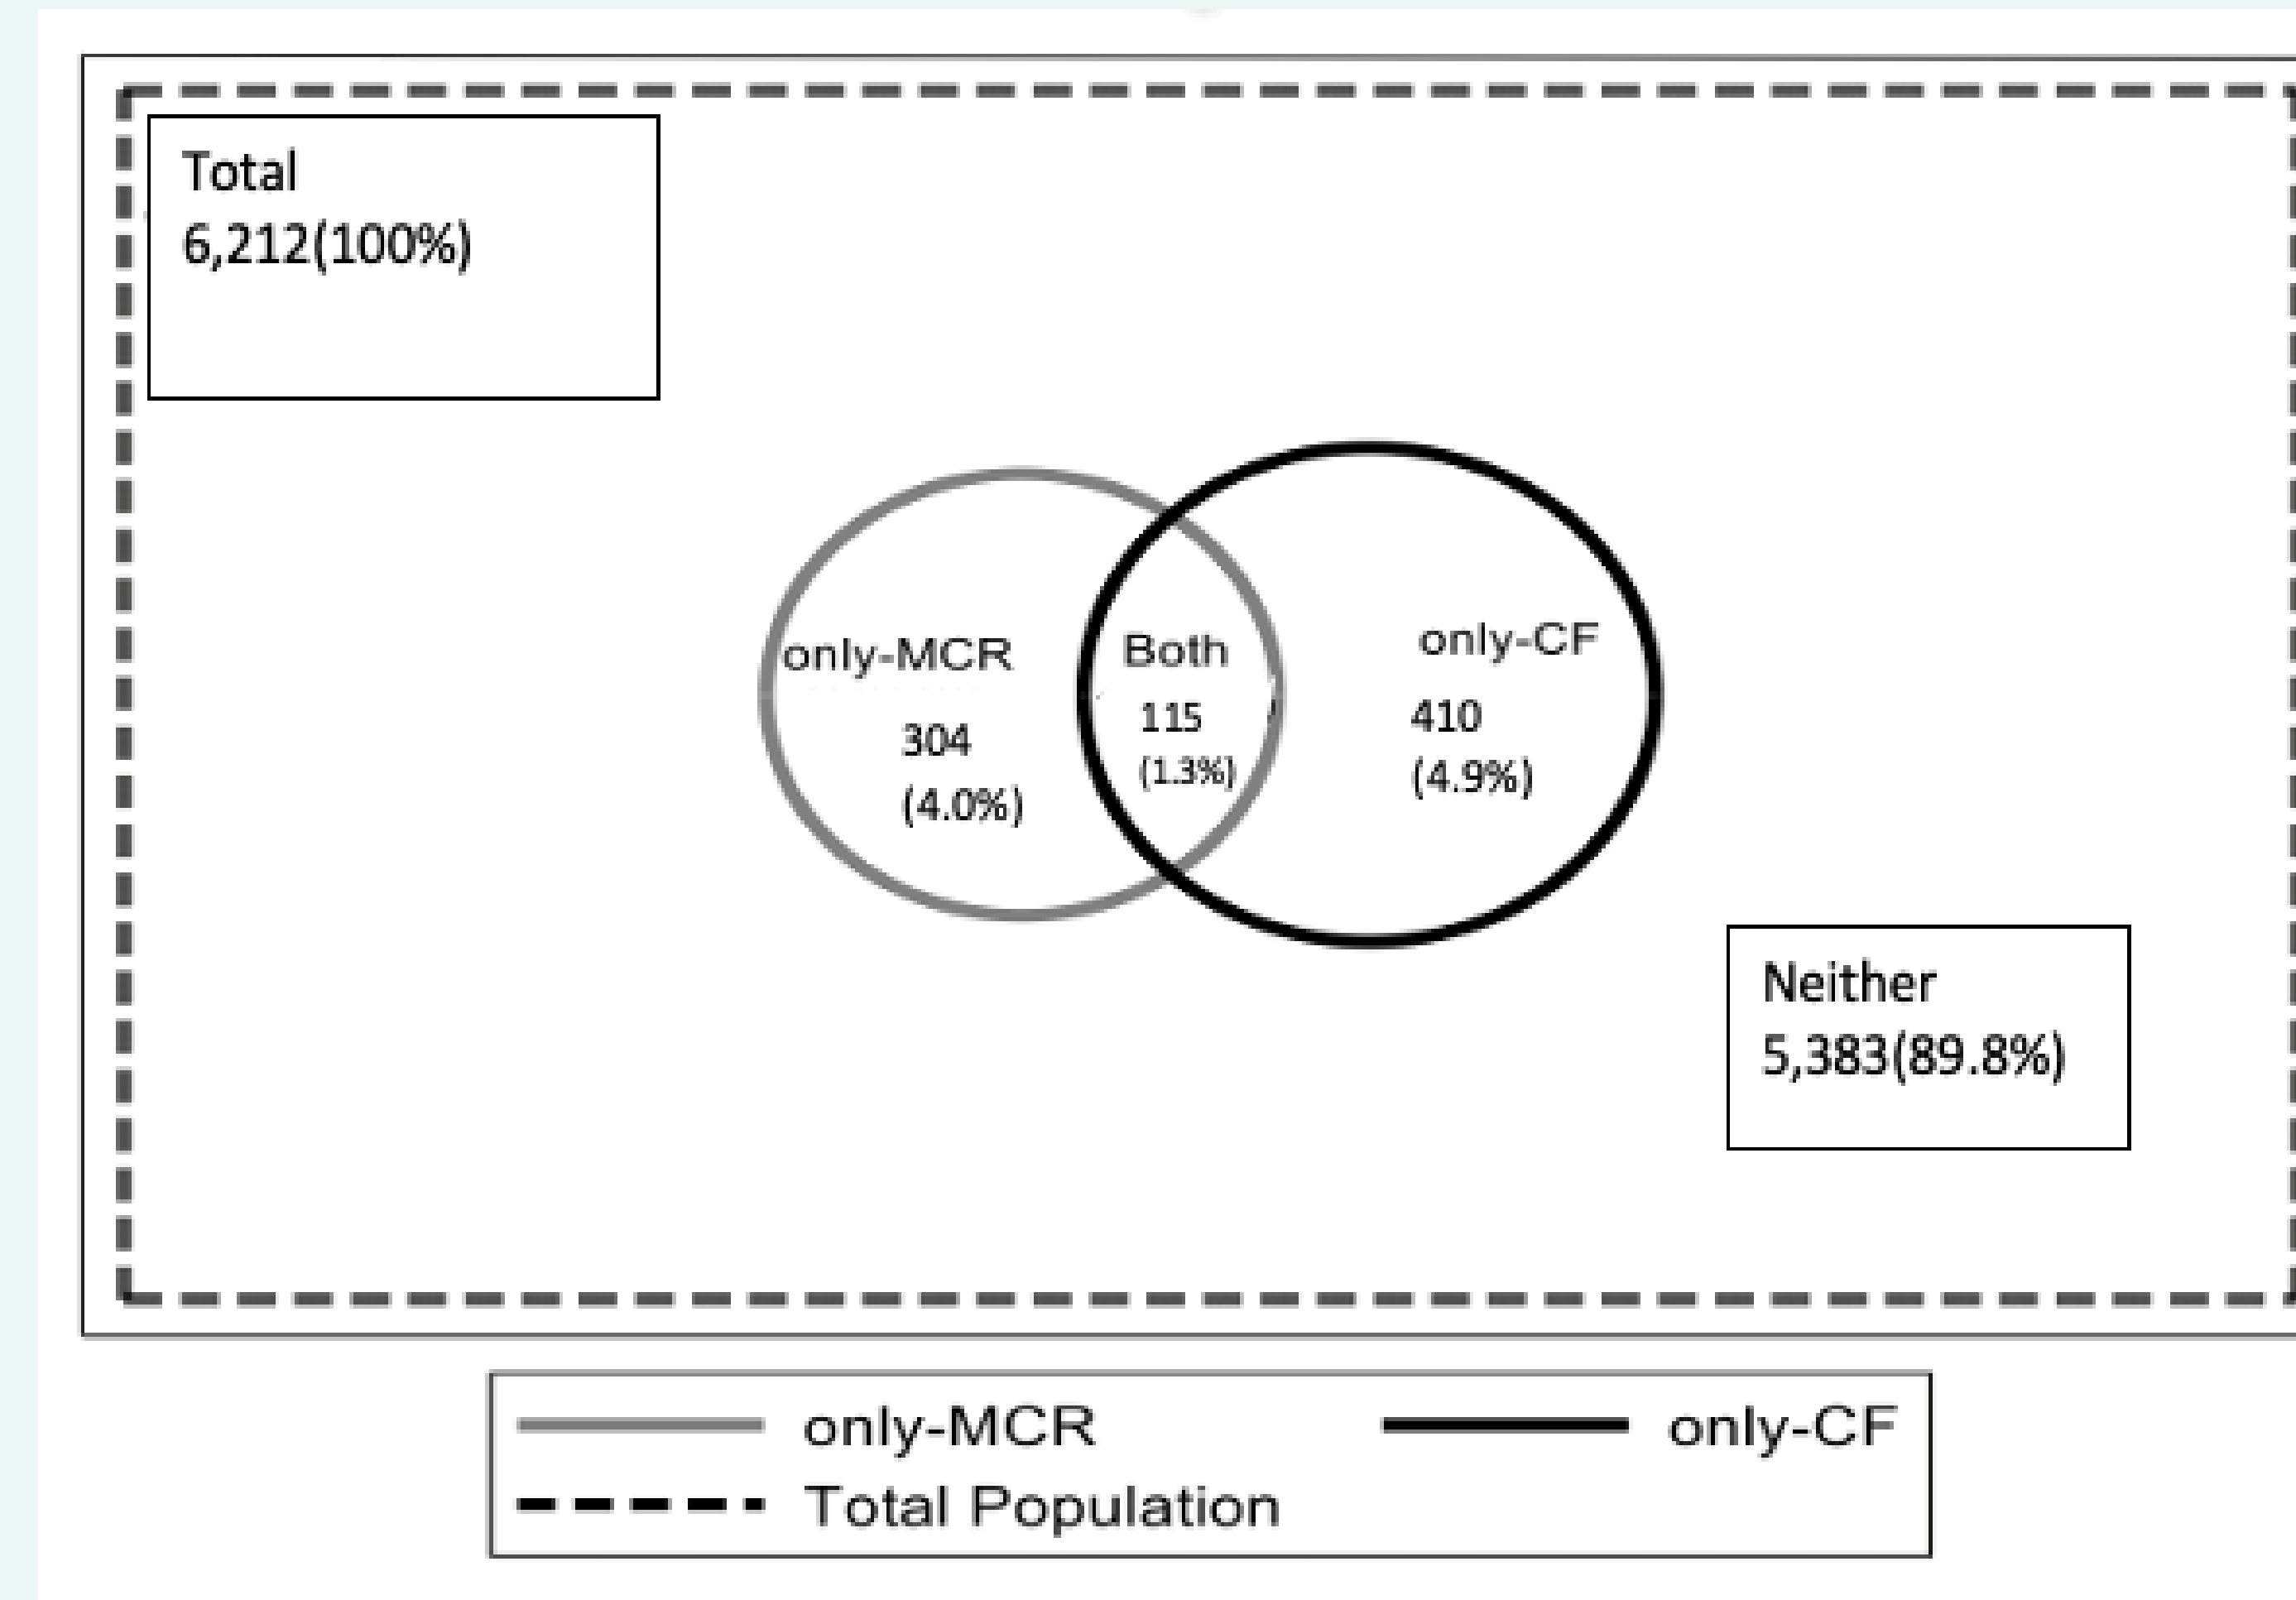 Total
6,212(100%)
only-MCR
304
(4.0%)
Both
115
(1.3%)
only-CF
410
(4.9%)
Neither
5,383(89.8%)
only-MCR
only-CF
Total Population